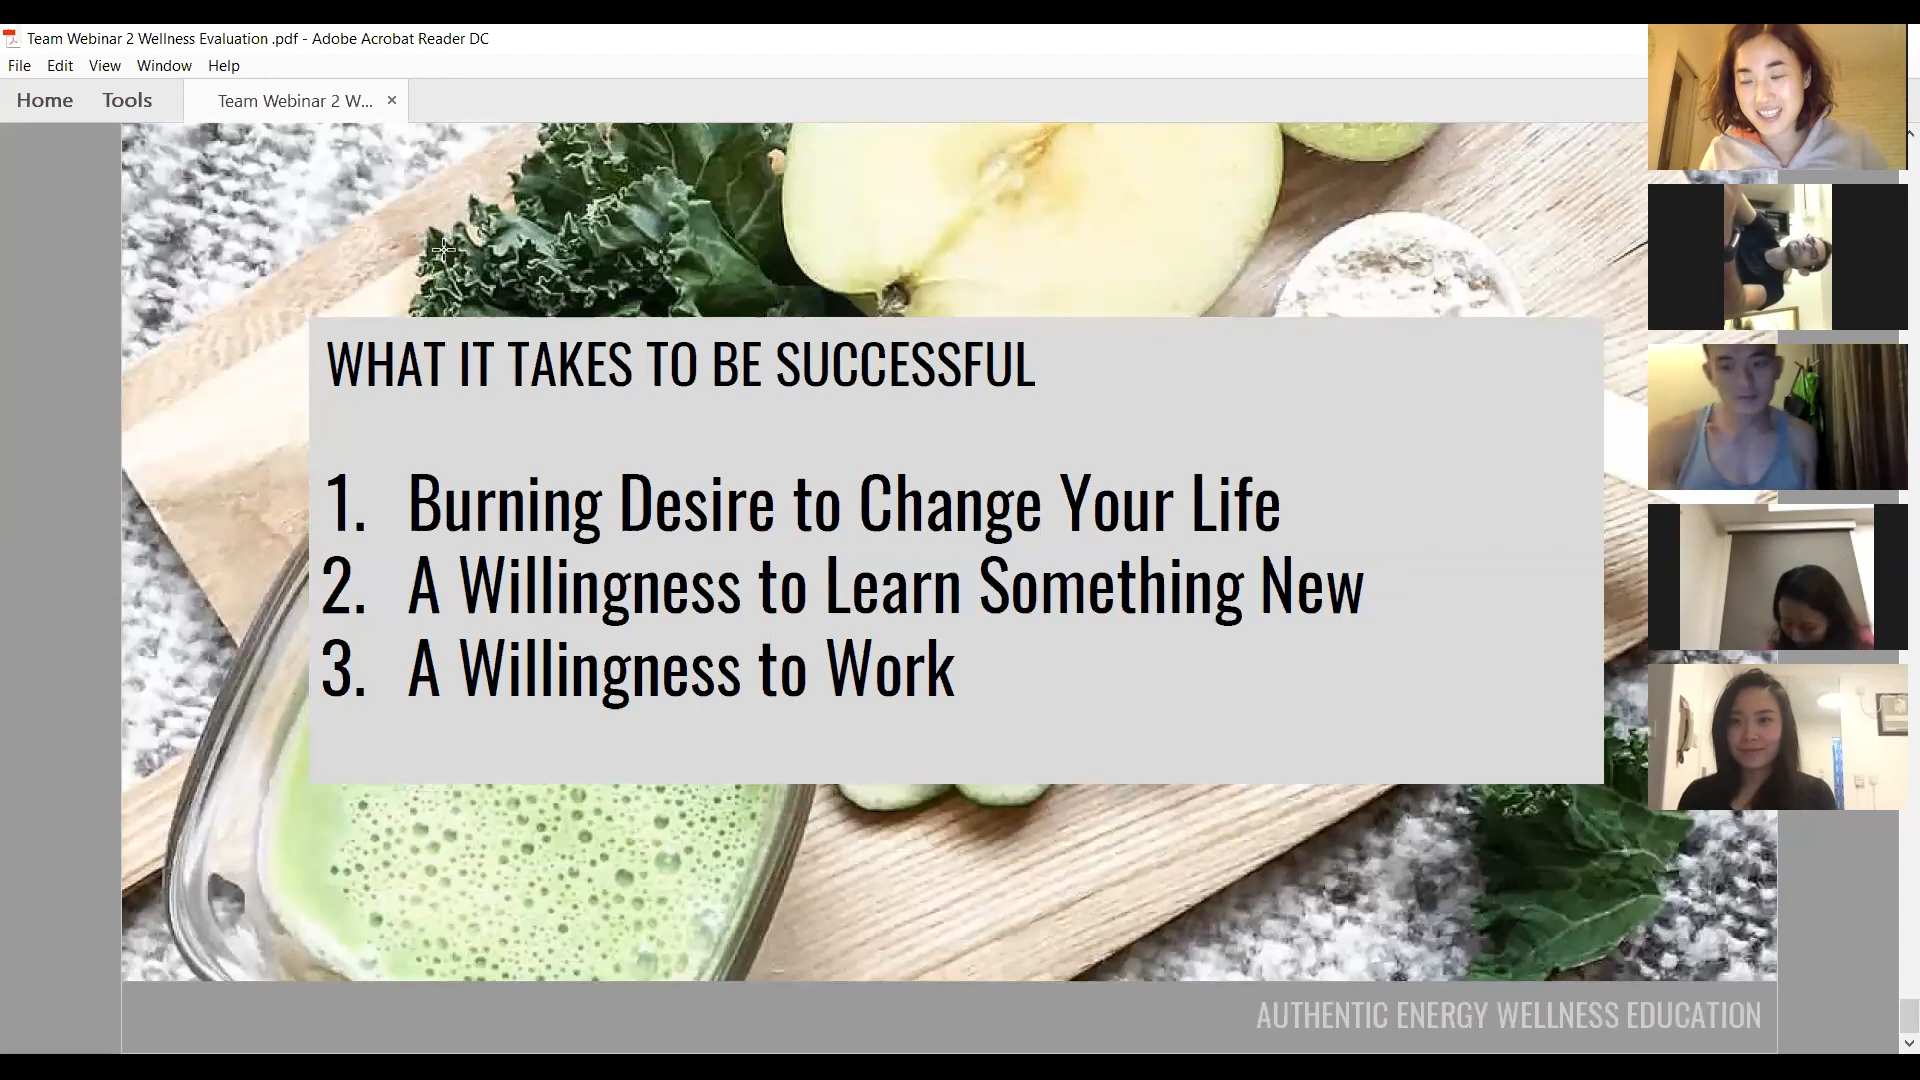 Team Webinar 2 Wellness Evaluation .pdf - Adobe Acrobat Reader DC
File Edit View Window Help
Home Tools Team Webinar 2 W... ×
WHAT IT TAKES TO BE SUCCESSFUL
1. Burning Desire to Change Your Life
2. A Willingness to Learn Something New
3. A Willingness to Work
AUTHENTIC ENERGY WELLNESS EDUCATION